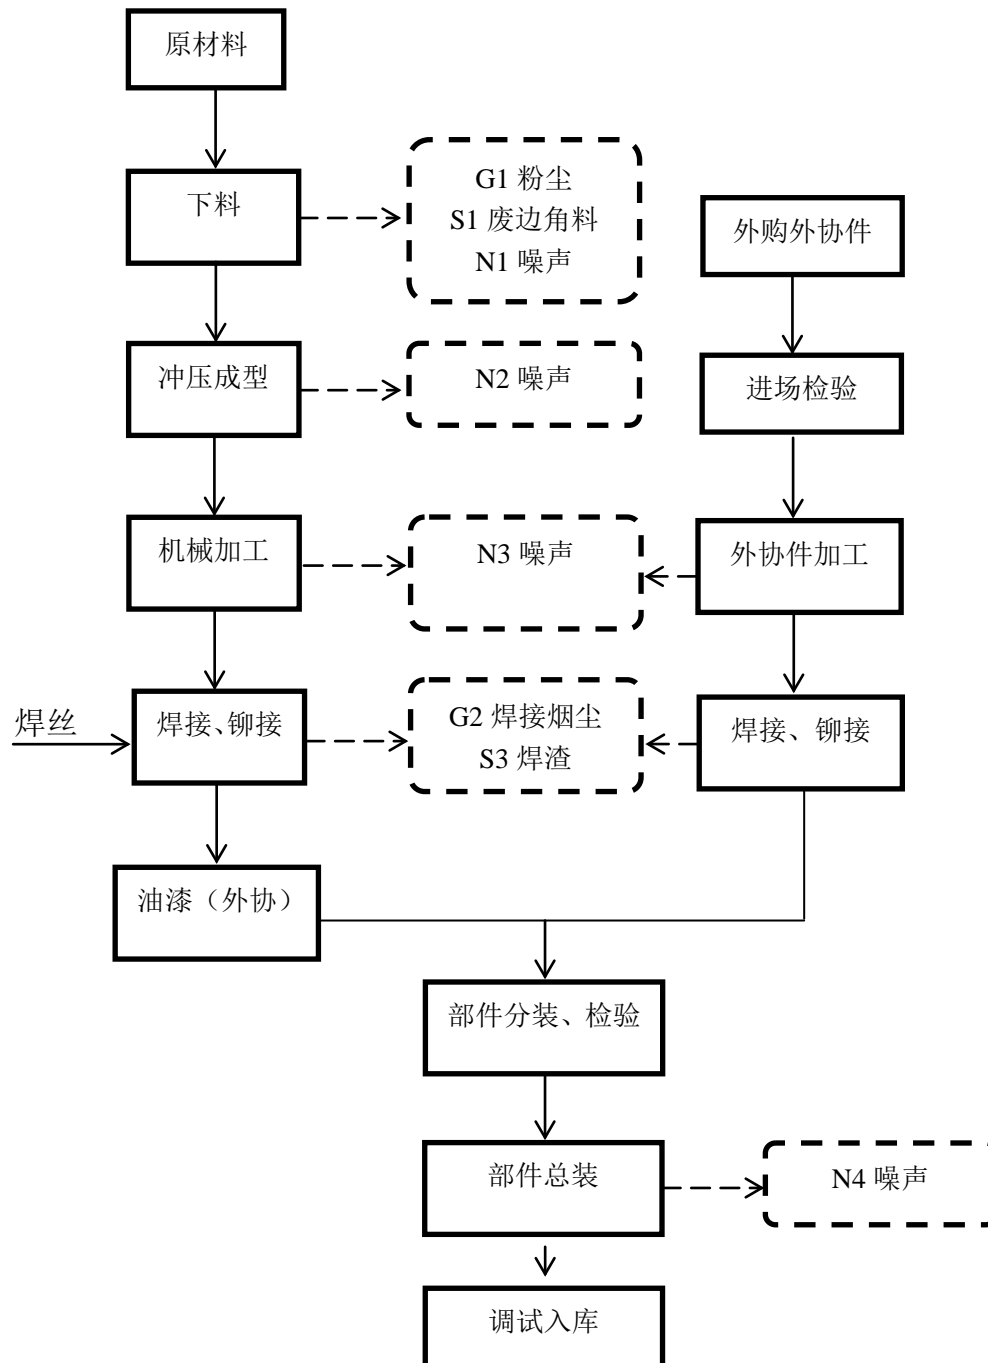 原材料
下料
G1 粉尘
S1 废边角料
N1 噪声
外购外协件
冲压成型
N2 噪声
进场检验
机械加工
N3 噪声
外协件加工
焊丝
焊接、铆接
G2 焊接烟尘
S3 焊渣
焊接、铆接
油漆（外协）
部件分装、检验
部件总装
N4 噪声
调试入库